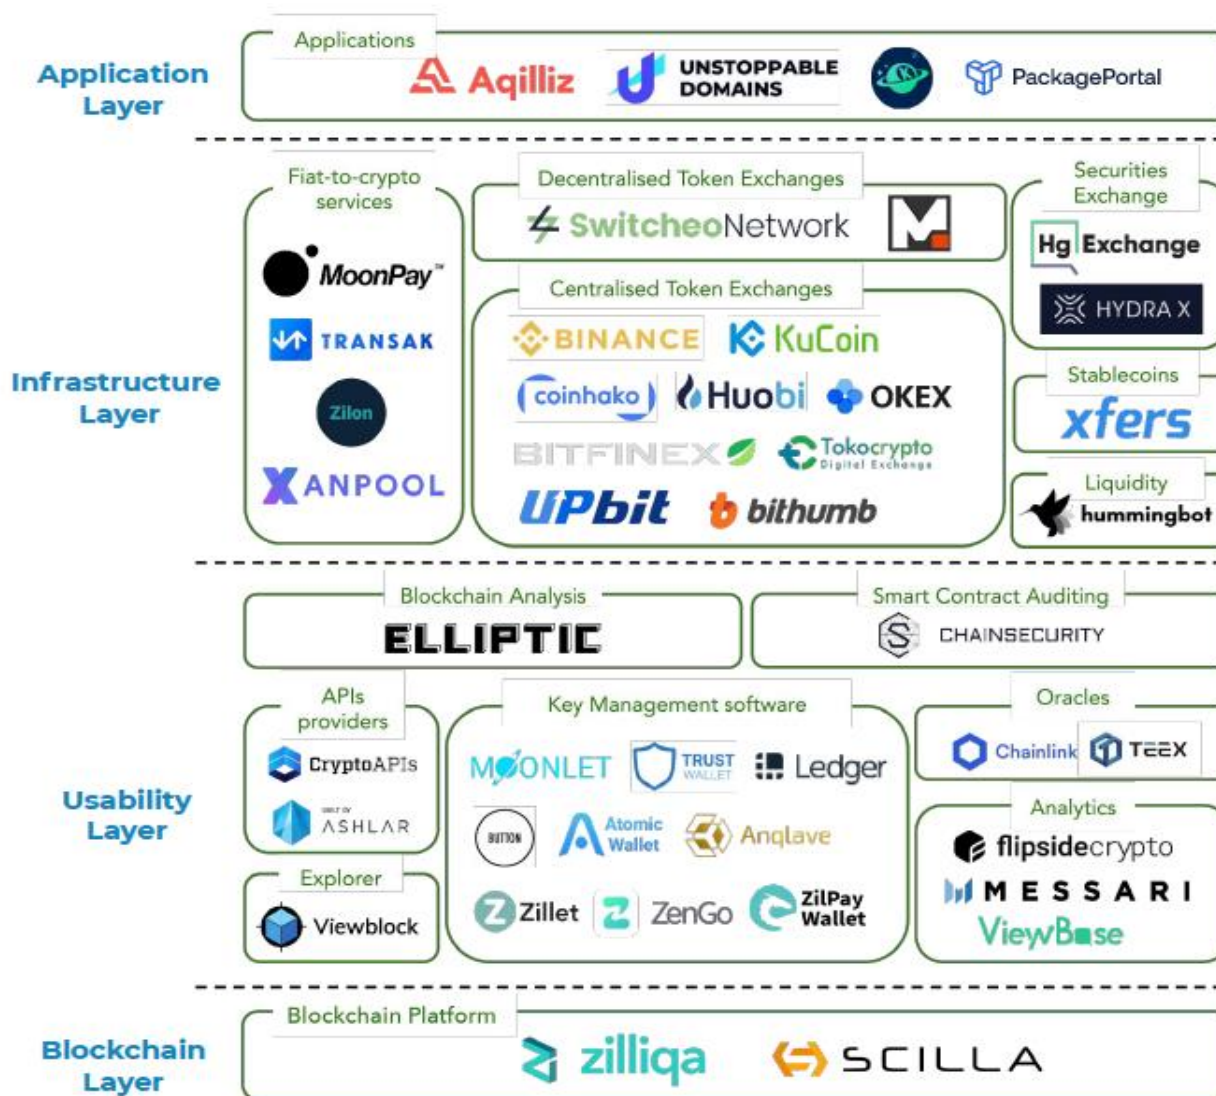 Application
Layer
Applications
Aqilliz
UNSTOPPABLE
DOMAINS
K
PackagePortal
Infrastructure
Layer
Fiat-to-crypto
services
MoonPay™
TRANSAK
Zilon
XANPOOL
Decentralised Token Exchanges
SwitcheoNetwork
Centralised Token Exchanges
BINANCE
KuCoin
coinhako
Huobi
OKEX
BITFINEX
Tokocrypto
Digital Exchange
UPbit
bithumb
Securities
Exchange
Hg Exchange
HYDRA X
Stablecoins
xfers
Liquidity
hummingbot
Usability
Layer
Blockchain Analysis
ELLIPTIC
Smart Contract Auditing
S
CHAINSECURITY
APIs
providers
CryptoAPIs
BUILT BY
ASHLAR
Explorer
Viewblock
Key Management software
MOONLET
TRUST
WALLET
Ledger
BUTTON
Atomic
Wallet
Anqlave
Z
Zillet
Z
ZenGo
ZilPay
Wallet
Oracles
Chainlink
TEEX
Analytics
flipsidecrypto
MESSARI
ViewBase
Blockchain
Layer
Blockchain Platform
zilliqa
SCILLA